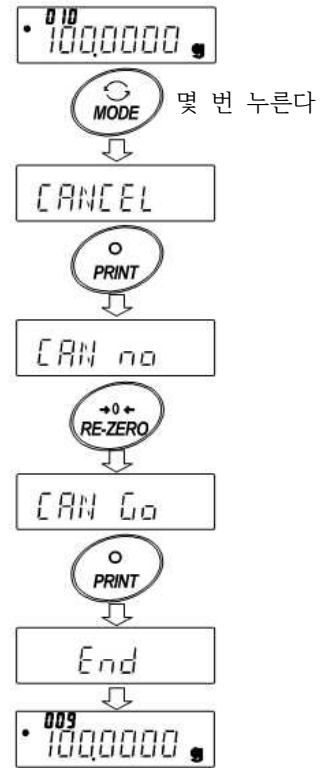 010
100.0000 g
MODE 몇 번 누른다
CANCEL
PRINT
CAN no
→0←
RE-ZERO
CAN Go
PRINT
End
009
100.0000 g